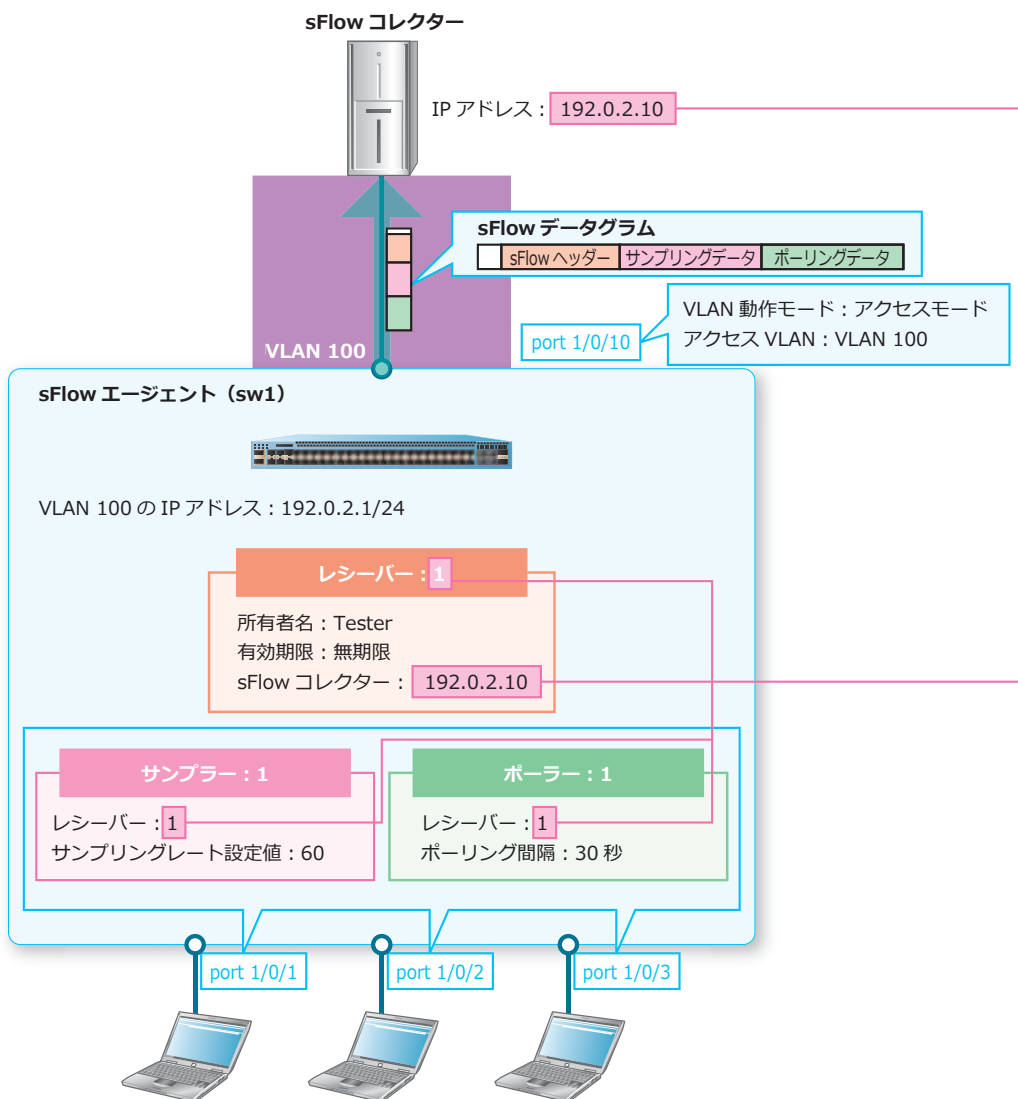 sFlow コレクター
IP アドレス : 192.0.2.10
sFlow データグラム
sFlow ヘッダー サンプリングデータ ポーリングデータ
VLAN 動作モード : アクセスモード
アクセス VLAN : VLAN 100
port 1/0/10
VLAN 100
sFlow エージェント（sw1）
VLAN 100 の IP アドレス : 192.0.2.1/24
レシーバー : 1
所有者名 : Tester
有効期限 : 無期限
sFlow コレクター : 192.0.2.10
サンプラー : 1
レシーバー : 1
サンプリングレート設定値 : 60
ポーラー : 1
レシーバー : 1
ポーリング間隔 : 30 秒
port 1/0/1
port 1/0/2
port 1/0/3